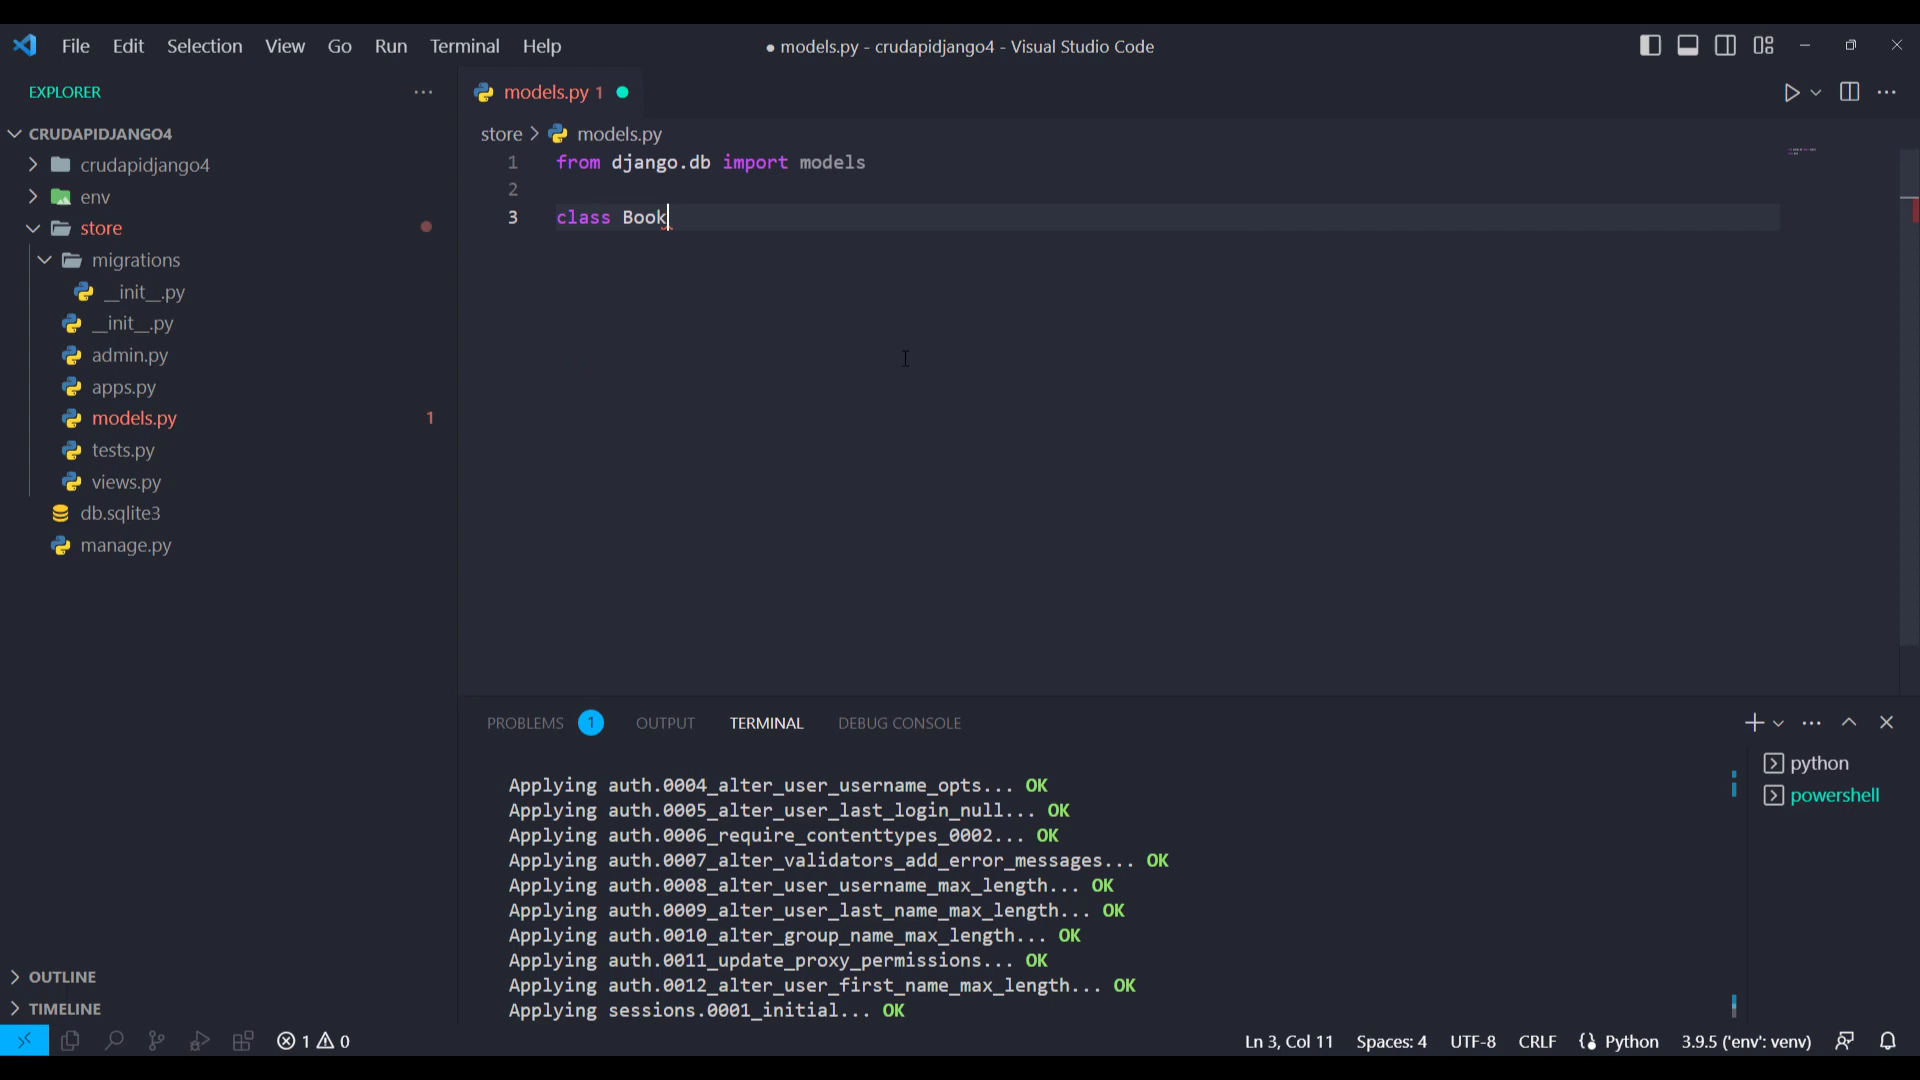 File Edit Selection View Go Run Terminal Help
● models.py - crudapidjango4 - Visual Studio Code
EXPLORER
CRUDAPIDJANGO4
crudapidjango4
env
store
migrations
__init__.py
__init__.py
admin.py
apps.py
models.py 1
tests.py
views.py
db.sqlite3
manage.py
OUTLINE
TIMELINE
models.py 1
store > models.py
1 from django.db import models
2
3 class Book
PROBLEMS 1 OUTPUT TERMINAL DEBUG CONSOLE
Applying auth.0004_alter_user_username_opts... OK
Applying auth.0005_alter_user_last_login_null... OK
Applying auth.0006_require_contenttypes_0002... OK
Applying auth.0007_alter_validators_add_error_messages... OK
Applying auth.0008_alter_user_username_max_length... OK
Applying auth.0009_alter_user_last_name_max_length... OK
Applying auth.0010_alter_group_name_max_length... OK
Applying auth.0011_update_proxy_permissions... OK
Applying auth.0012_alter_user_first_name_max_length... OK
Applying sessions.0001_initial... OK
python
powershell
1 0
Ln 3, Col 11 Spaces: 4 UTF-8 CRLF Python 3.9.5 ('env': venv)